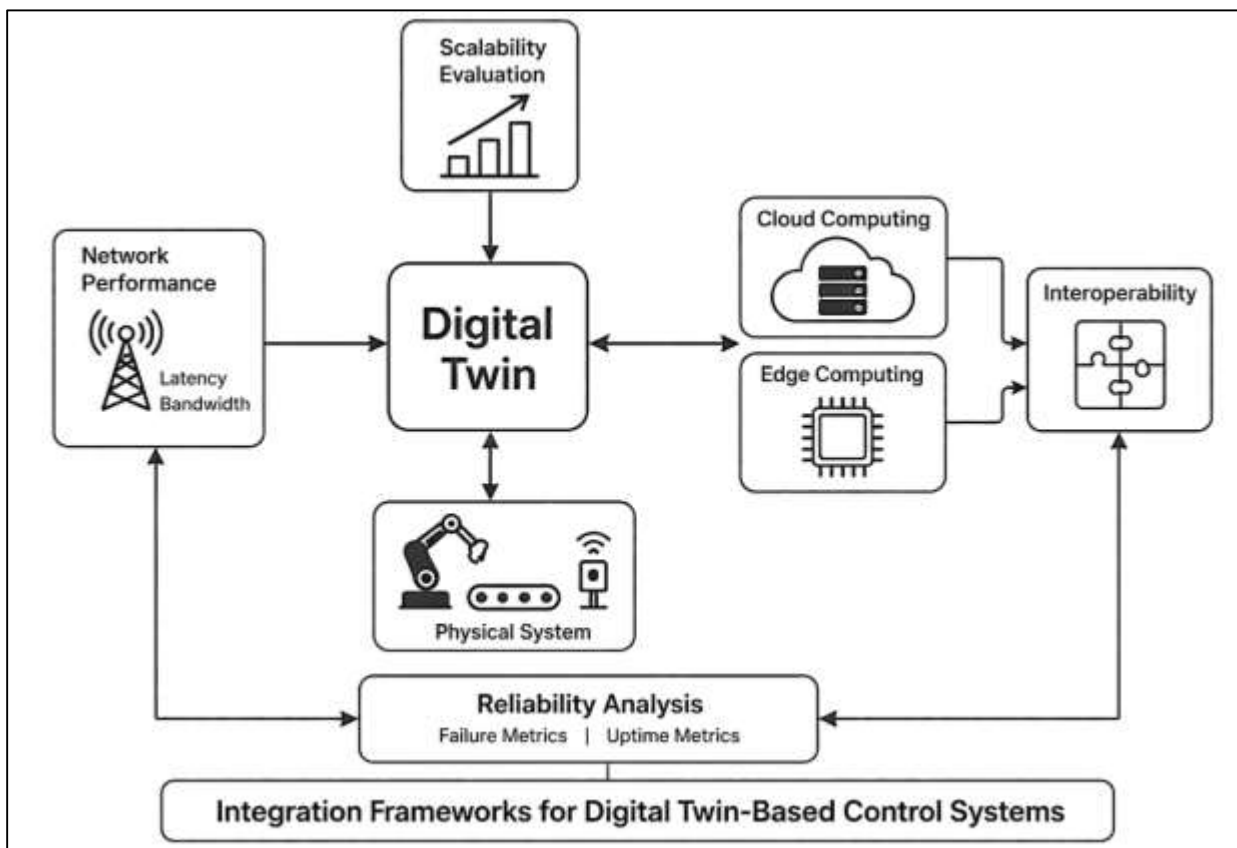 Scalability
Evaluation
Network
Performance
Latency
Bandwidth
Digital
Twin
Cloud Computing
Edge Computing
Interoperability
Physical System
Reliability Analysis
Failure Metrics | Uptime Metrics
Integration Frameworks for Digital Twin-Based Control Systems